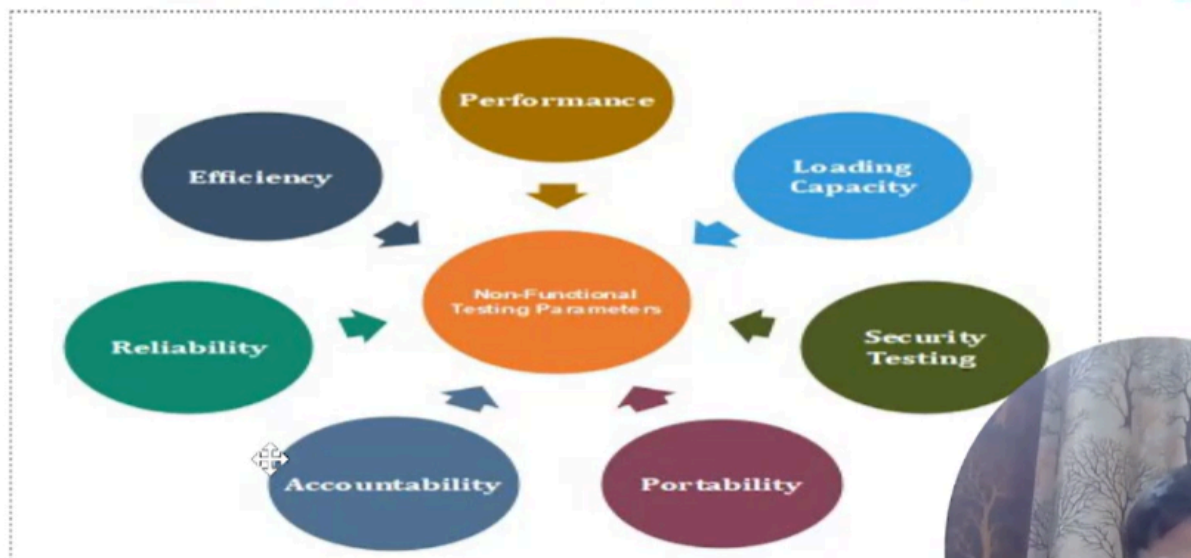 Performance
Efficiency
Loading
Capacity
Non-Functional
Testing Parameters
Reliability
Security
Testing
Accountability
Portability